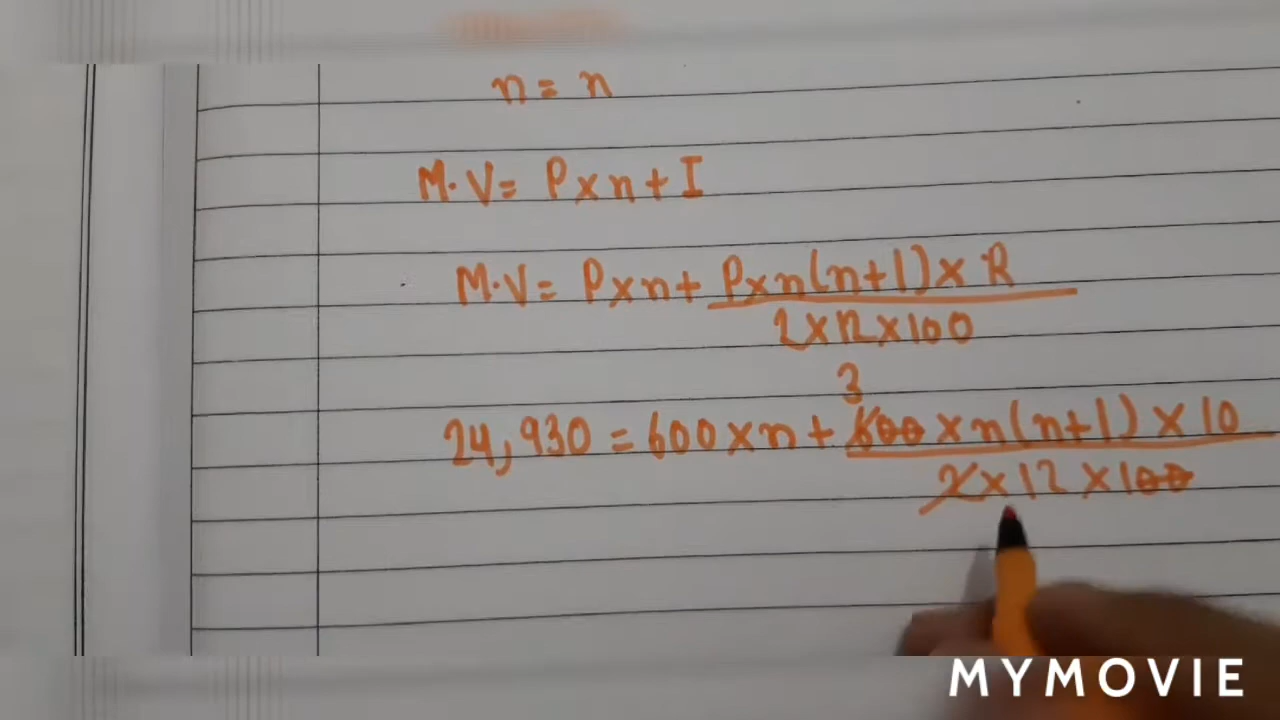 n = n
M.V = P x n + I
M.V = P x n + P x n (n+1) x R
2 x 12 x 100
3
24,930 = 600 x n + 600 x n (n+1) x 10
2 x 12 x 100
MYMOVIE